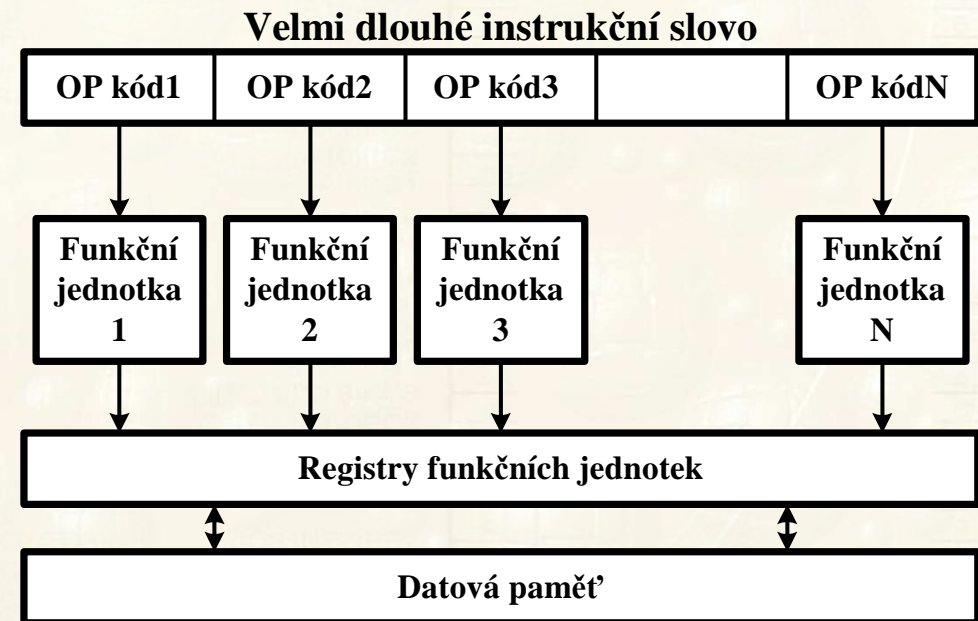 Velmi dlouhé instrukční slovo
OP kód1 OP kód2 OP kód3 OP kódN
Funkční jednotka 1
Funkční jednotka 2
Funkční jednotka 3
Funkční jednotka N
Registry funkčních jednotek
Datová paměť